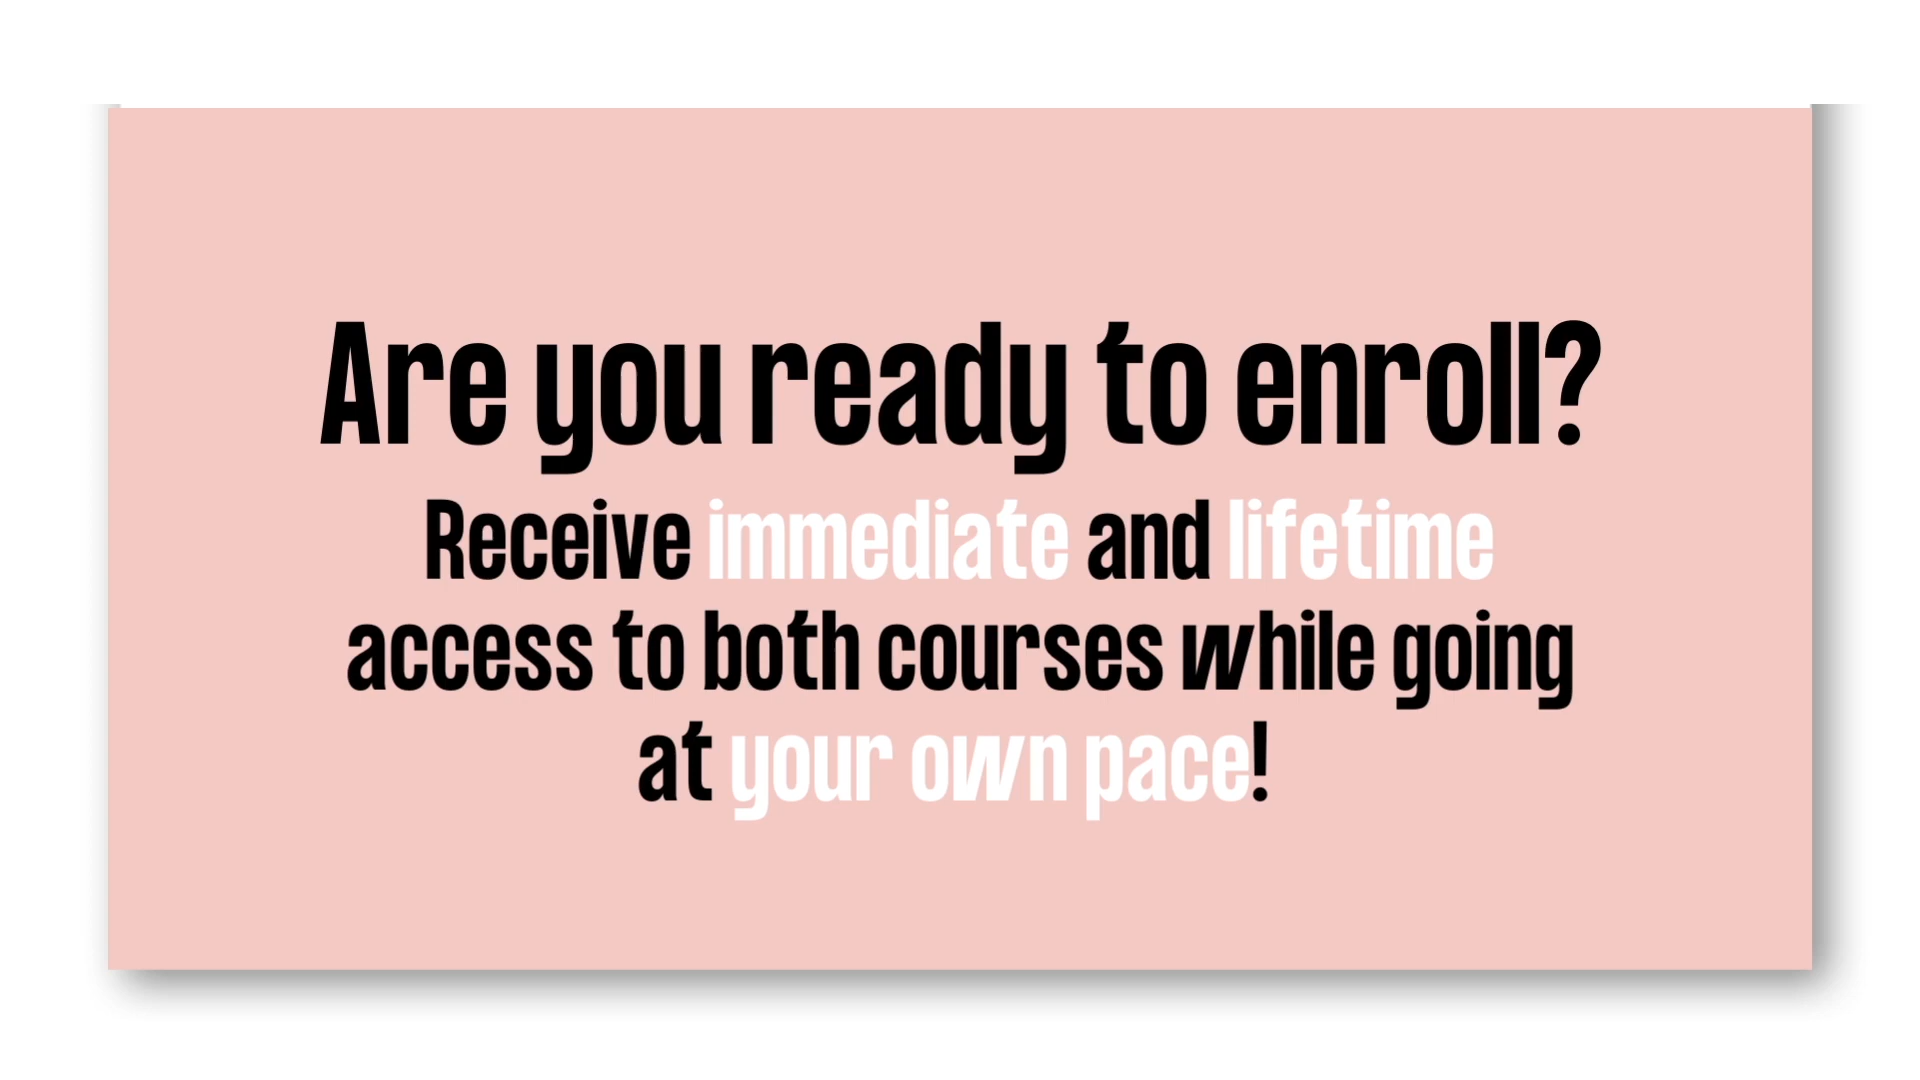 Are you ready to enroll?
Receive immediate and lifetime
access to both courses while going
at your own pace!